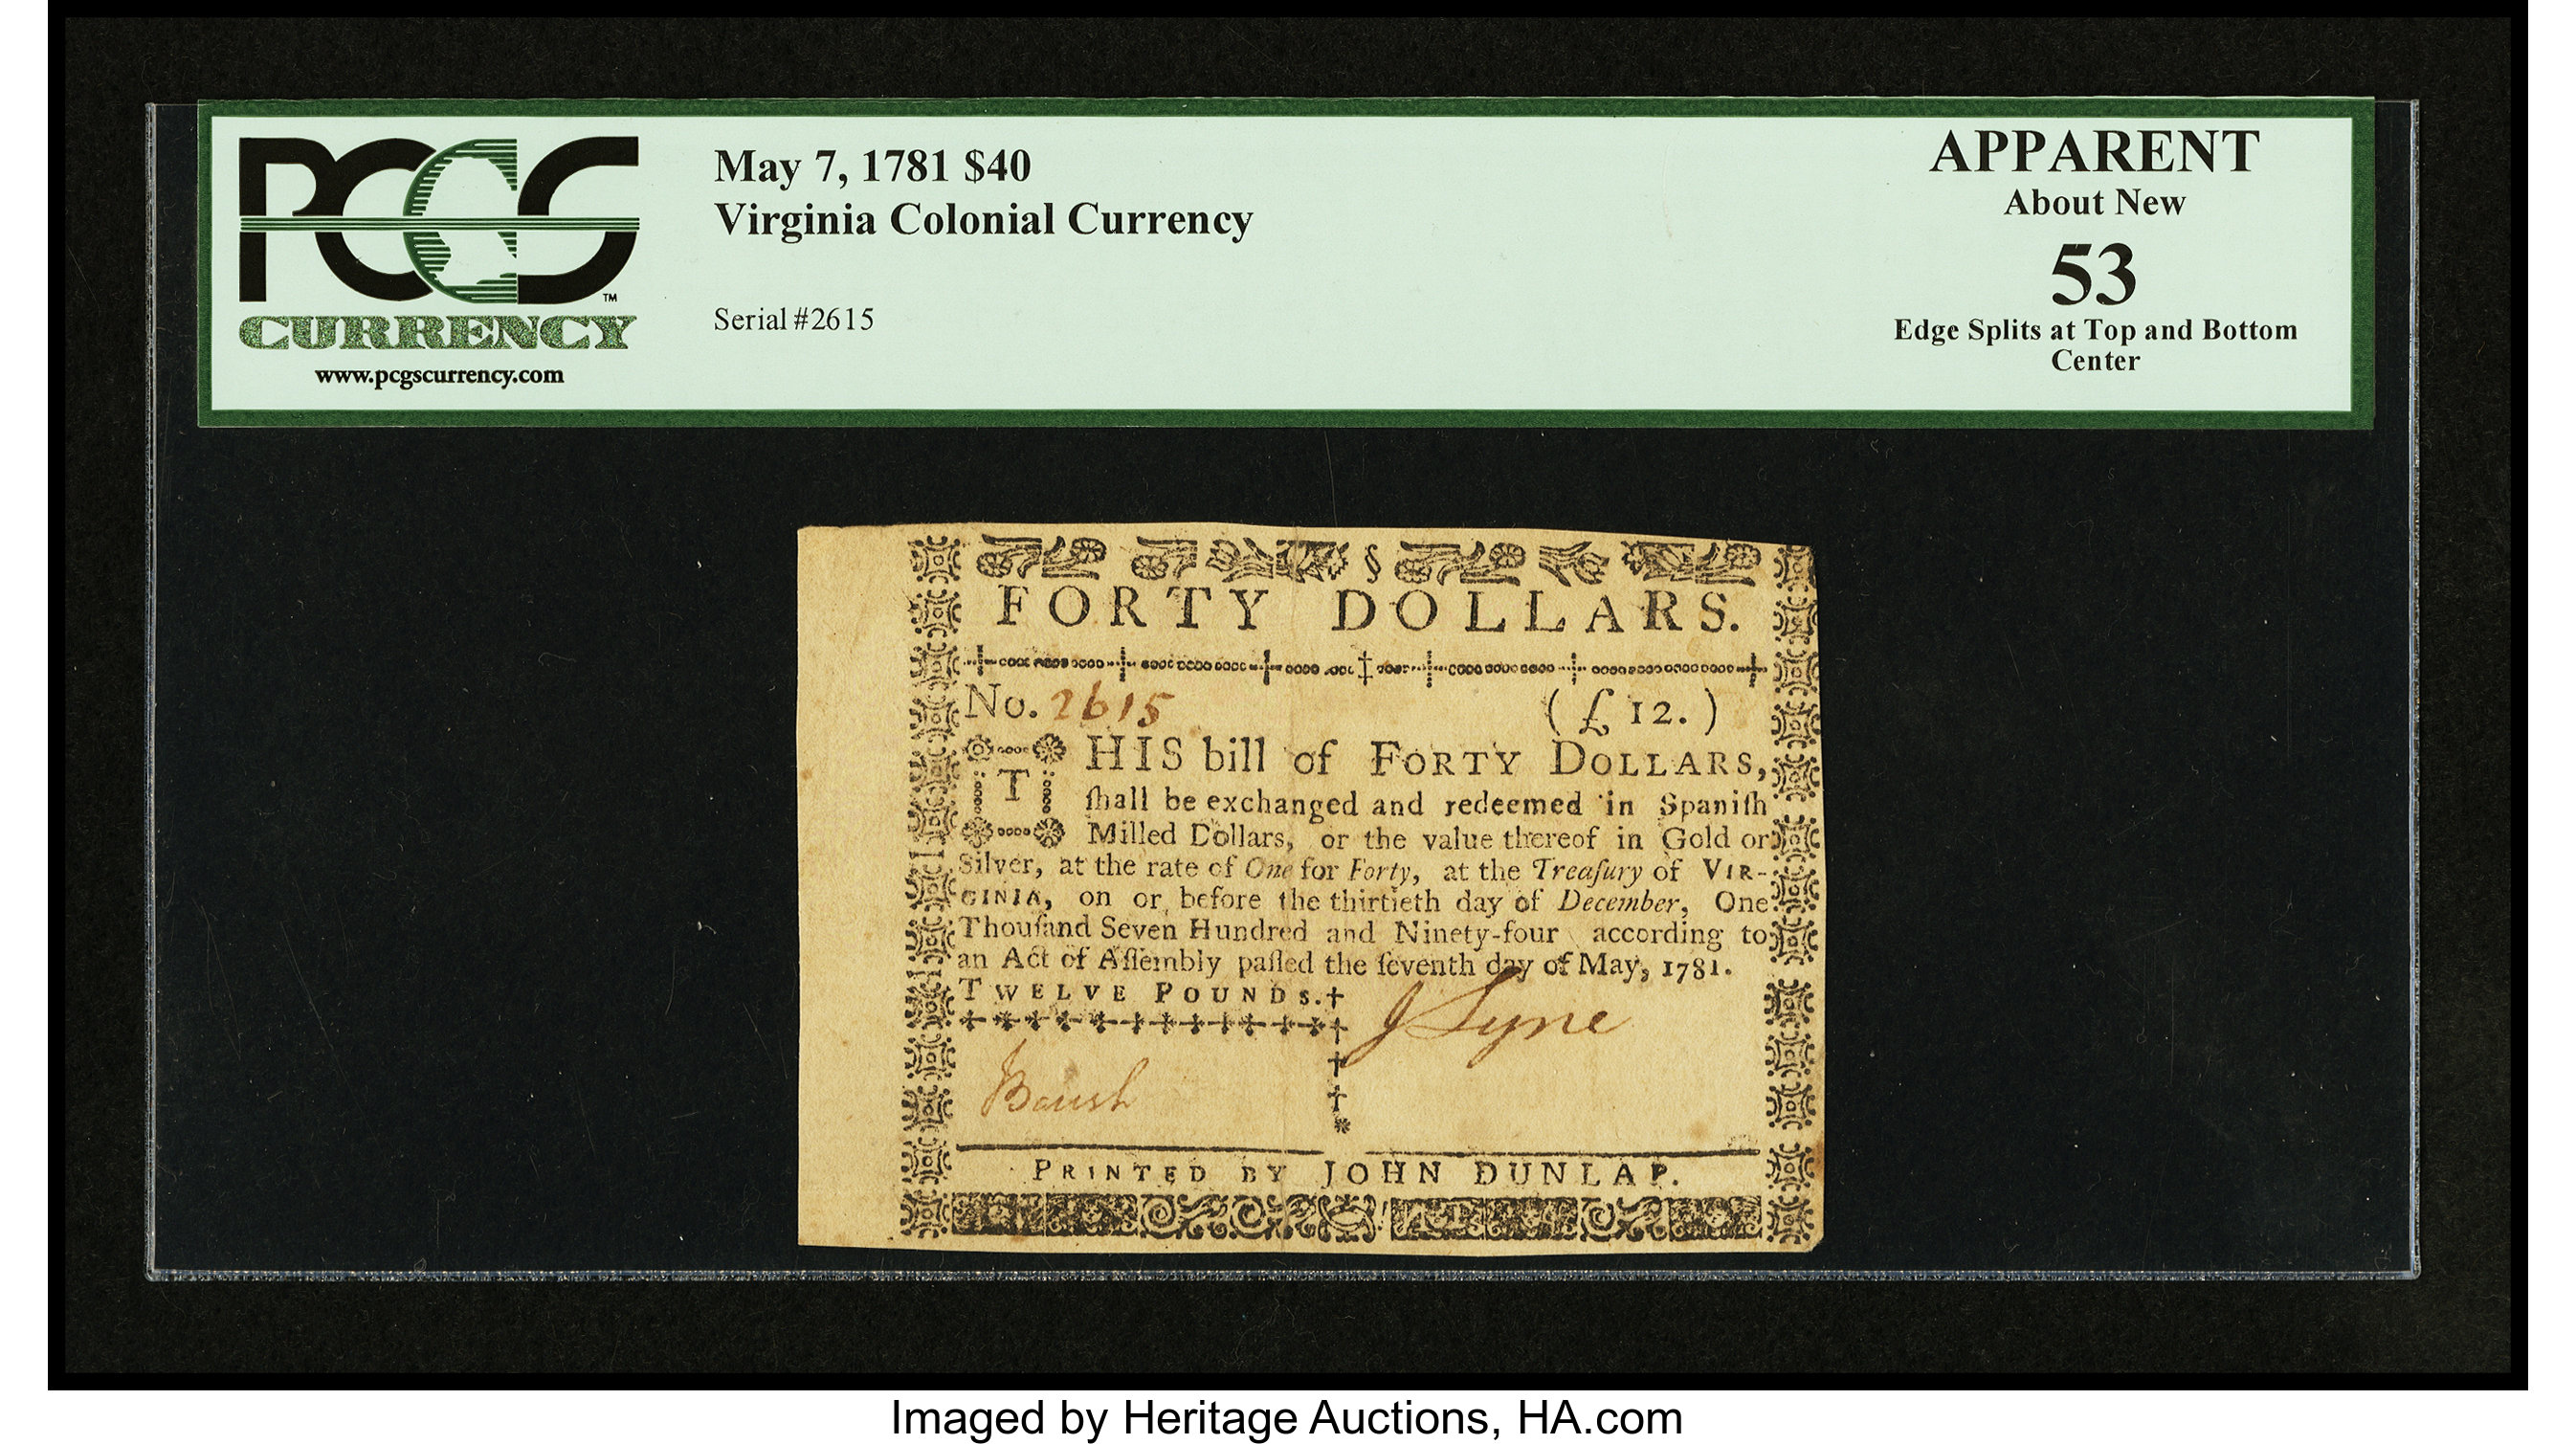 PCGS
CURRENCY
www.pcgscurrency.com
May 7, 1781 $40
Virginia Colonial Currency
Serial #2615
APPARENT
About New
53
Edge Splits at Top and Bottom
Center
FORTY DOLLARS.
No. 2615
(£ 12.)
THIS bill of FORTY DOLLARS,
ſhall be exchanged and redeemed in Spaniſh
Milled Dollars, or the value thereof in Gold or
Silver, at the rate of One for Forty, at the Treaſury of VIR-
GINIA, on or before the thirtieth day of December, One
Thouſand Seven Hundred and Ninety-four according to
an Act of Aſſembly paſſed the ſeventh day of May, 1781.
TWELVE POUNDS.
J Lyne
PRINTED BY JOHN DUNLAP.
Imaged by Heritage Auctions, HA.com